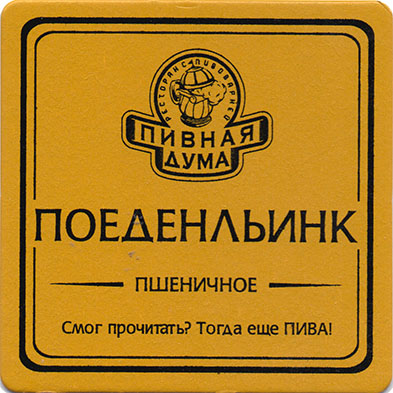 РЕСТОРАН С ПИВОВАРНЕЙ
ПИВНАЯ
ДУМА
ПОЕДЕНЛЬИНК
ПШЕНИЧНОЕ
Смог прочитать? Тогда еще ПИВА!